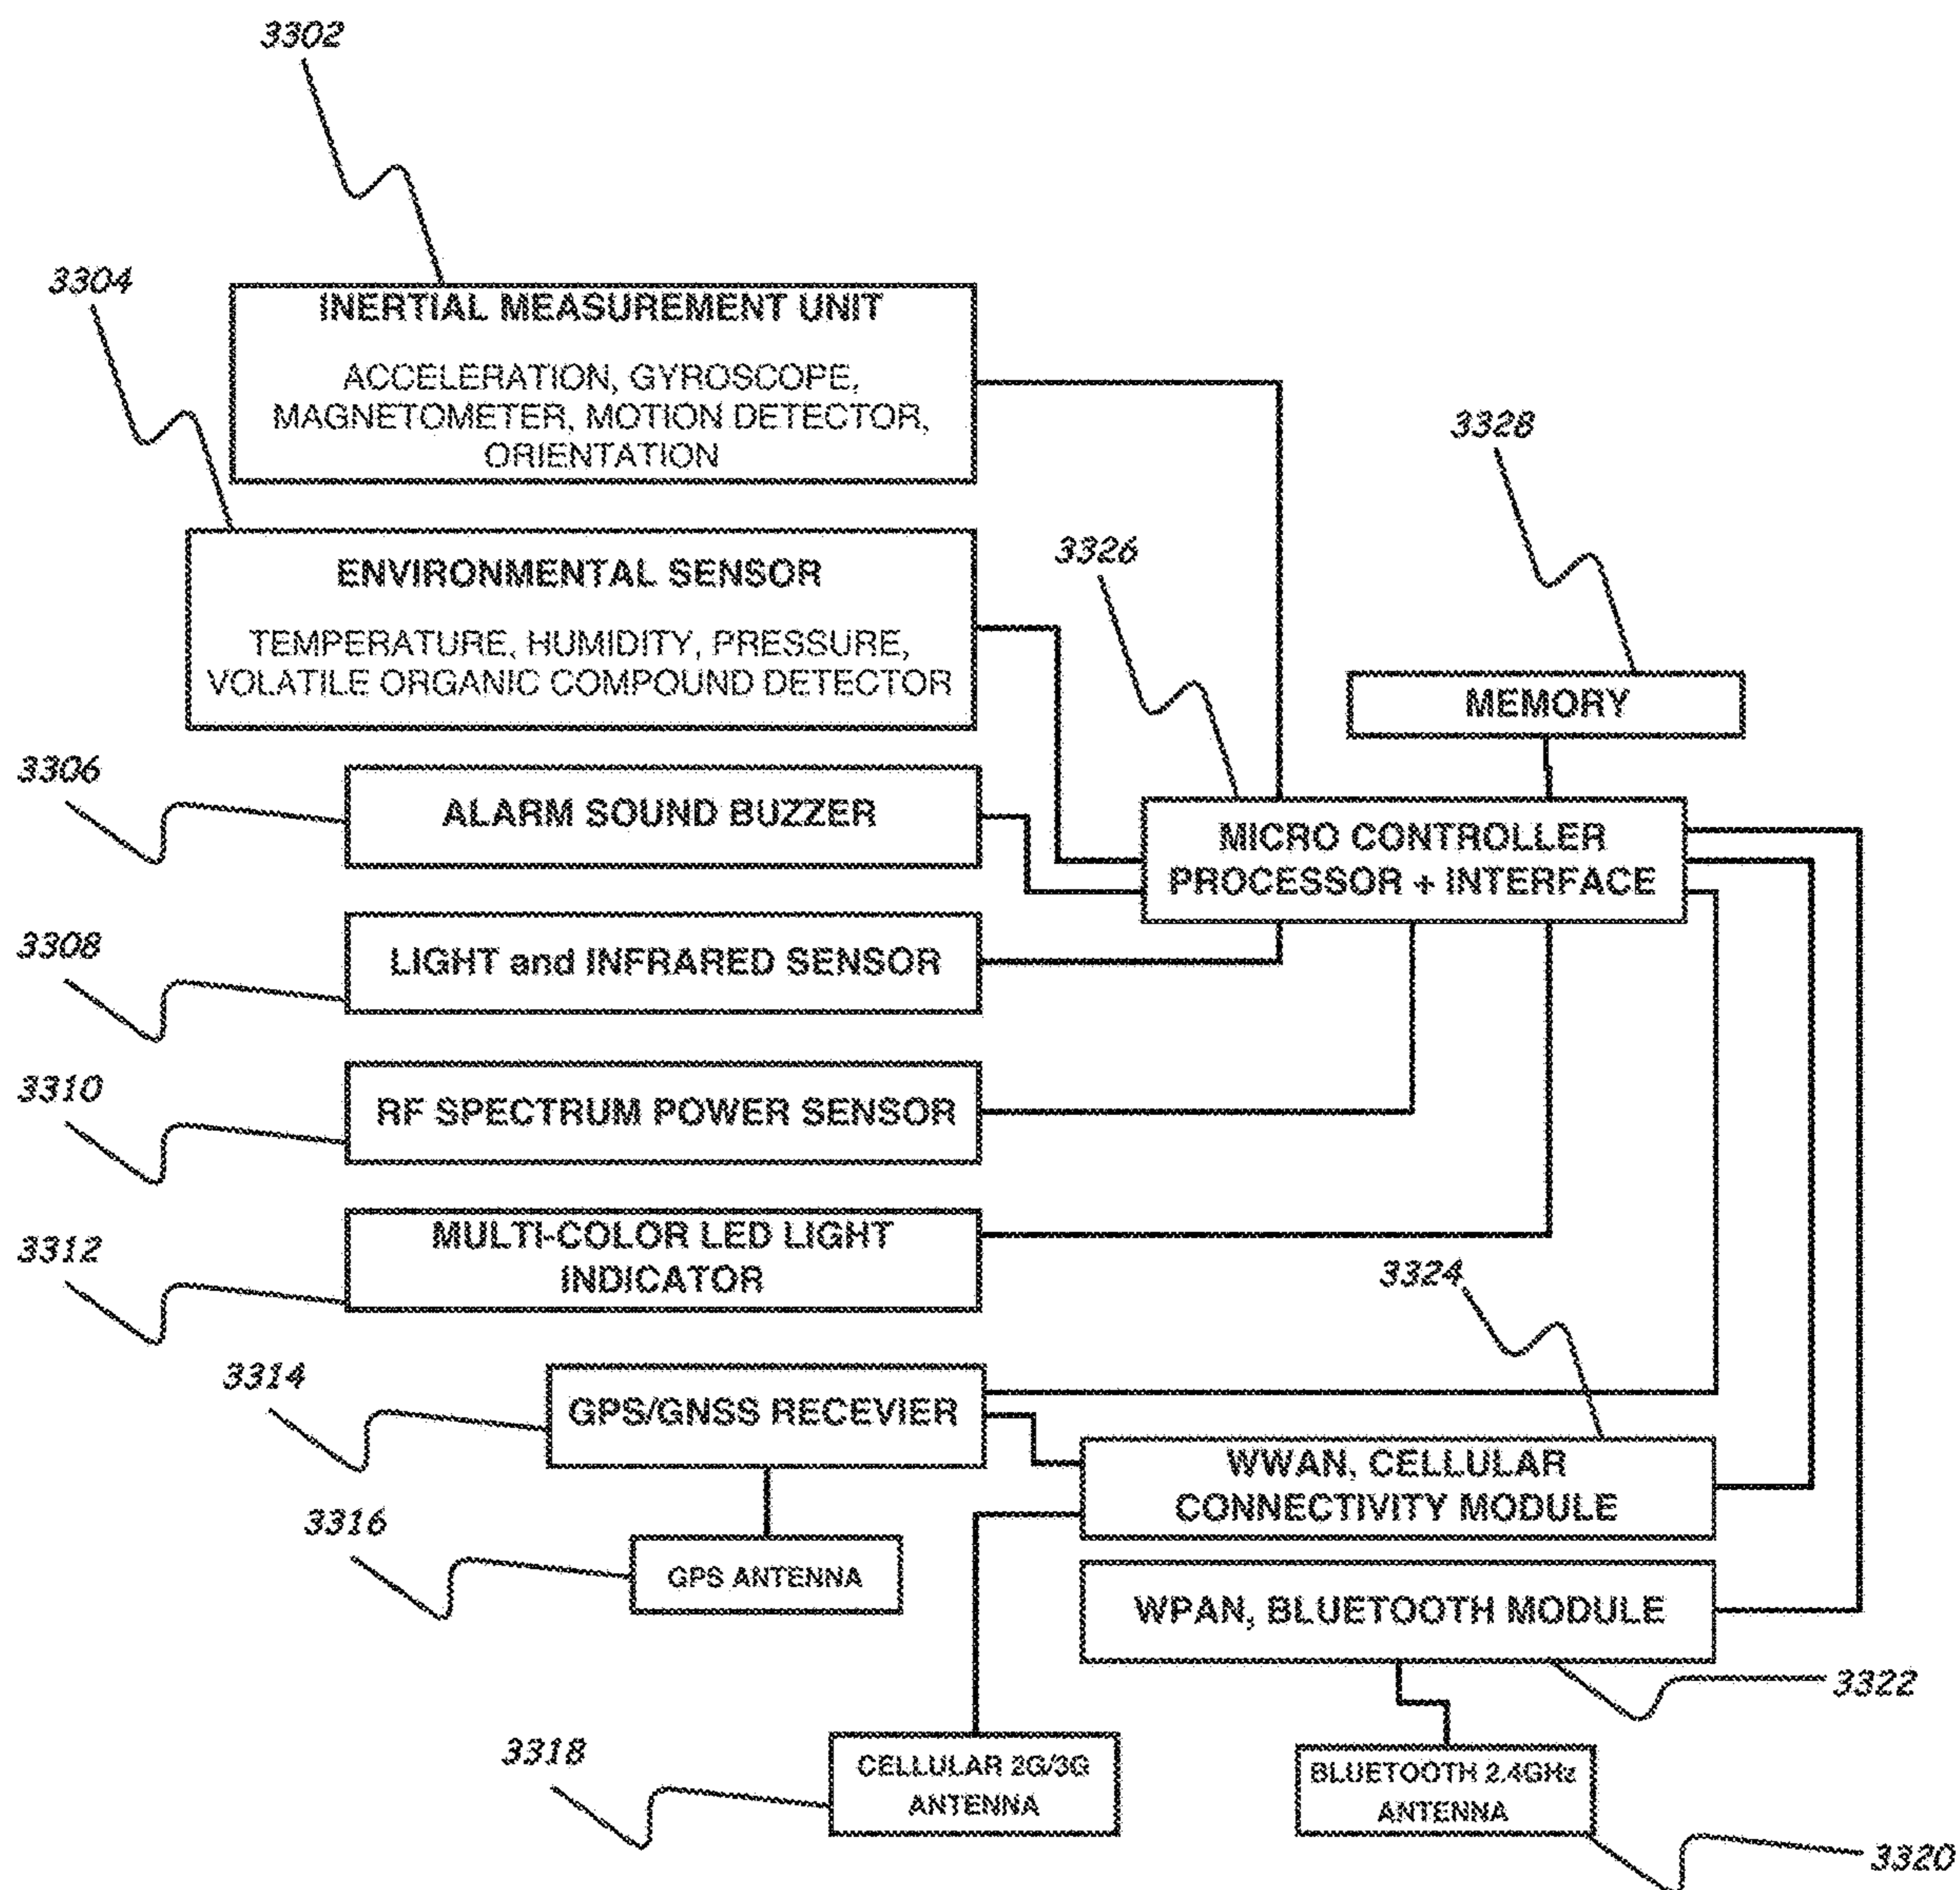 3302
3304
INERTIAL MEASUREMENT UNIT
ACCELERATION, GYROSCOPE,
MAGNETOMETER, MOTION DETECTOR,
ORIENTATION
3328
ENVIRONMENTAL SENSOR
TEMPERATURE, HUMIDITY, PRESSURE,
VOLATILE ORGANIC COMPOUND DETECTOR
3326
MEMORY
3306
ALARM SOUND BUZZER
MICRO CONTROLLER
PROCESSOR + INTERFACE
3308
LIGHT and INFRARED SENSOR
3310
RF SPECTRUM POWER SENSOR
3312
MULTI-COLOR LED LIGHT
INDICATOR
3324
3314
GPS/GNSS RECEVIER
WWAN, CELLULAR
CONNECTIVITY MODULE
3316
GPS ANTENNA
WPAN, BLUETOOTH MODULE
3322
3318
CELLULAR 2G/3G
ANTENNA
BLUETOOTH 2.4GHz
ANTENNA
3320